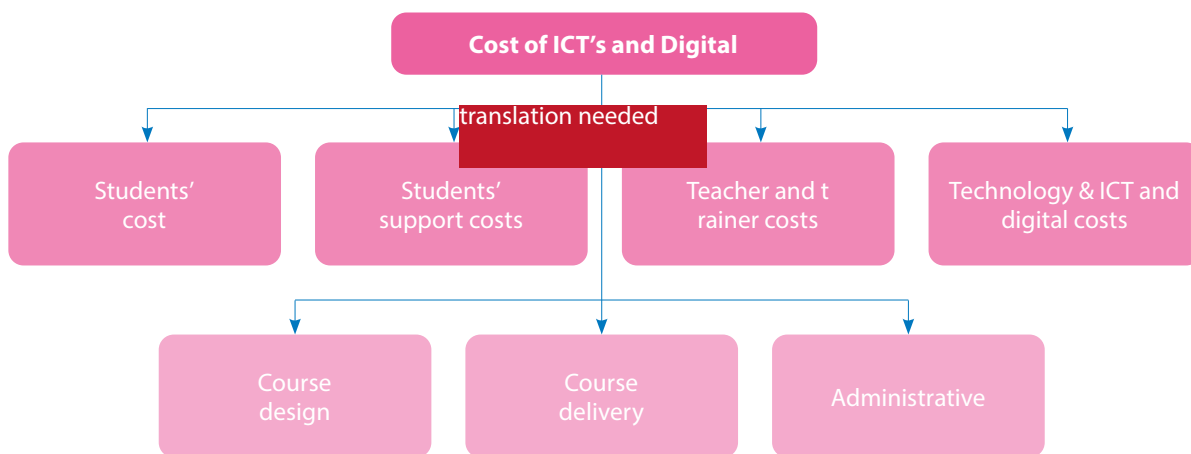 Cost of ICT's and Digital
translation needed
Students’
cost
Students’
support costs
Teacher and t
rainer costs
Technology & ICT and
digital costs
Course
design
Course
delivery
Administrative